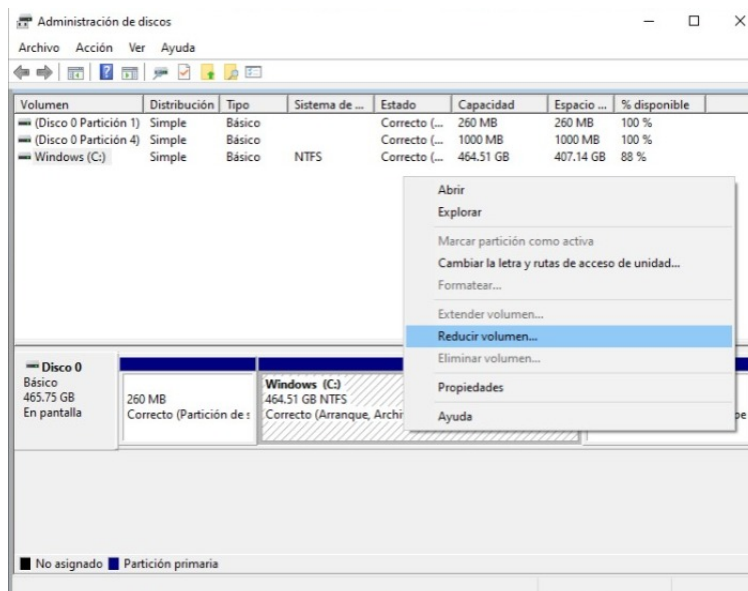 Administración de discos
Archivo Acción Ver Ayuda
Volumen Distribución Tipo Sistema de ... Estado Capacidad Espacio ... % disponible
(Disco 0 Partición 1) Simple Básico Correcto (... 260 MB 260 MB 100 %
(Disco 0 Partición 4) Simple Básico Correcto (... 1000 MB 1000 MB 100 %
Windows (C:) Simple Básico NTFS Correcto (... 464.51 GB 407.14 GB 88 %
Abrir
Explorar
Marcar partición como activa
Cambiar la letra y rutas de acceso de unidad...
Formatear...
Extender volumen...
Reducir volumen...
Eliminar volumen...
Propiedades
Ayuda
Disco 0
Básico
465.75 GB
En pantalla
260 MB
Correcto (Partición de s
Windows (C:)
464.51 GB NTFS
Correcto (Arranque, Archi
No asignado Partición primaria